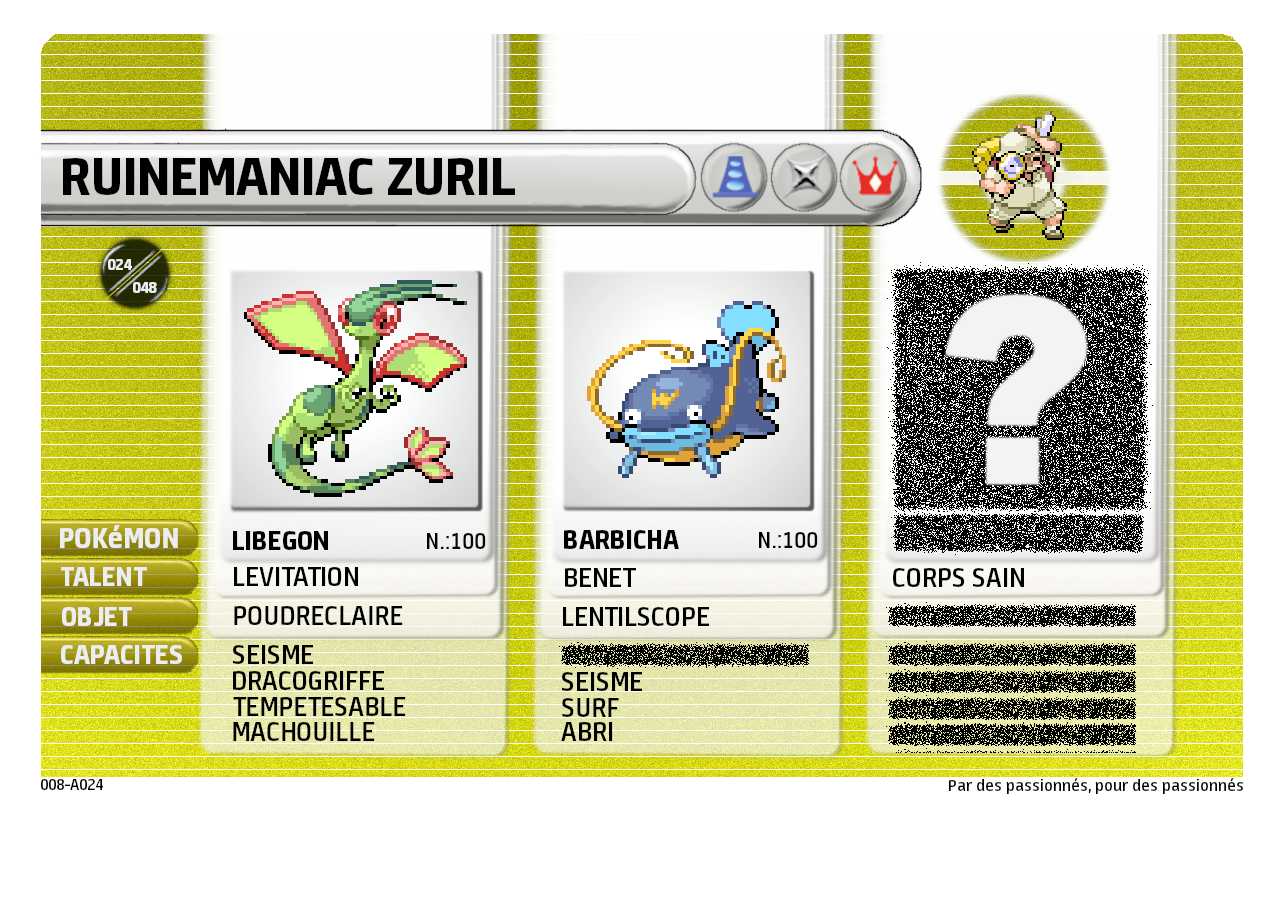 RUINEMANIAC ZURIL
024
048
?
POKéMON
LIBEGON N.:100
BARBICHA N.:100
TALENT
LEVITATION
BENET
CORPS SAIN
OBJET
POUDRECLAIRE
LENTILSCOPE
CAPACITES
SEISME
DRACOGRIFFE
TEMPETESABLE
MACHOUILLE
SEISME
SURF
ABRI
008-A024
Par des passionnés, pour des passionnés